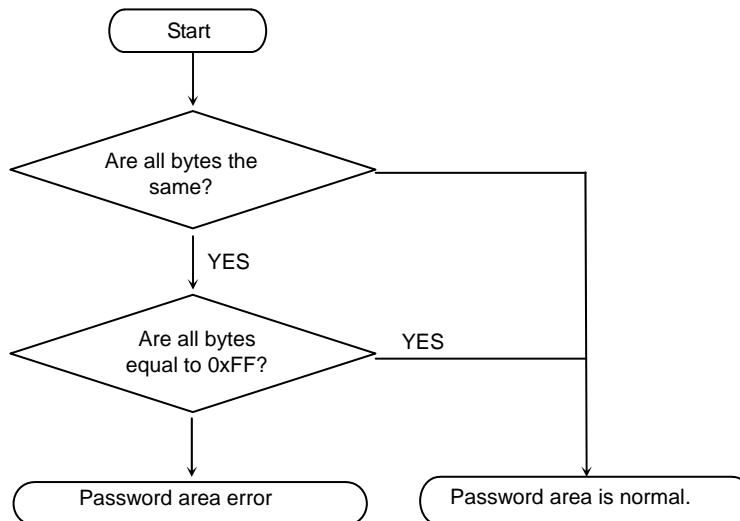 Start
Are all bytes the
same?
YES
Are all bytes
equal to 0xFF?
YES
Password area error
Password area is normal.